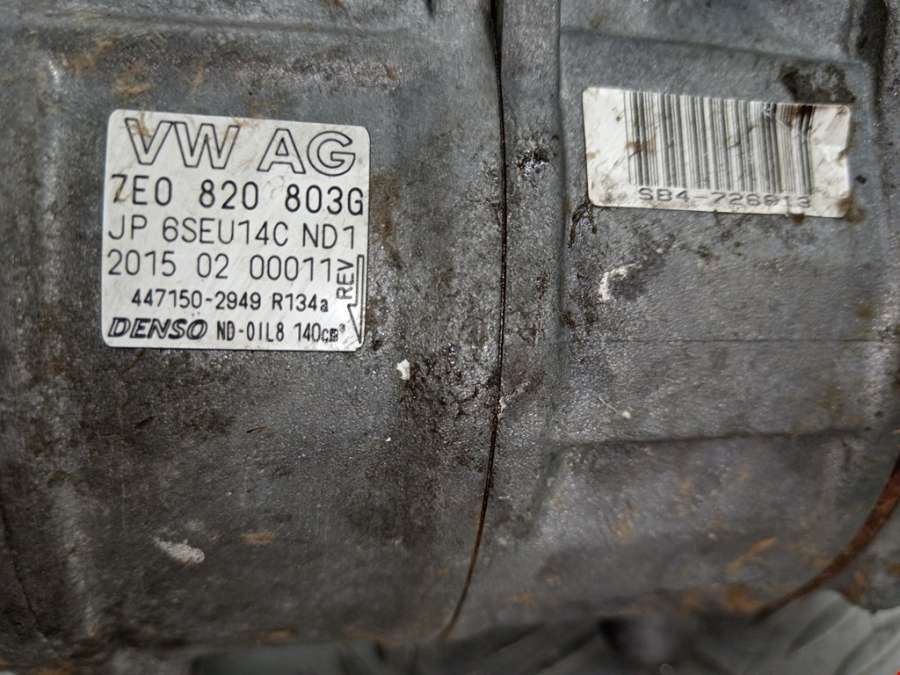 VW AG
7E0 820 803G
JP 6SEU14C ND1
2015 02 00011
REV
447150-2949 R134a
DENSO ND-OIL8 140cm³
SB4-726913